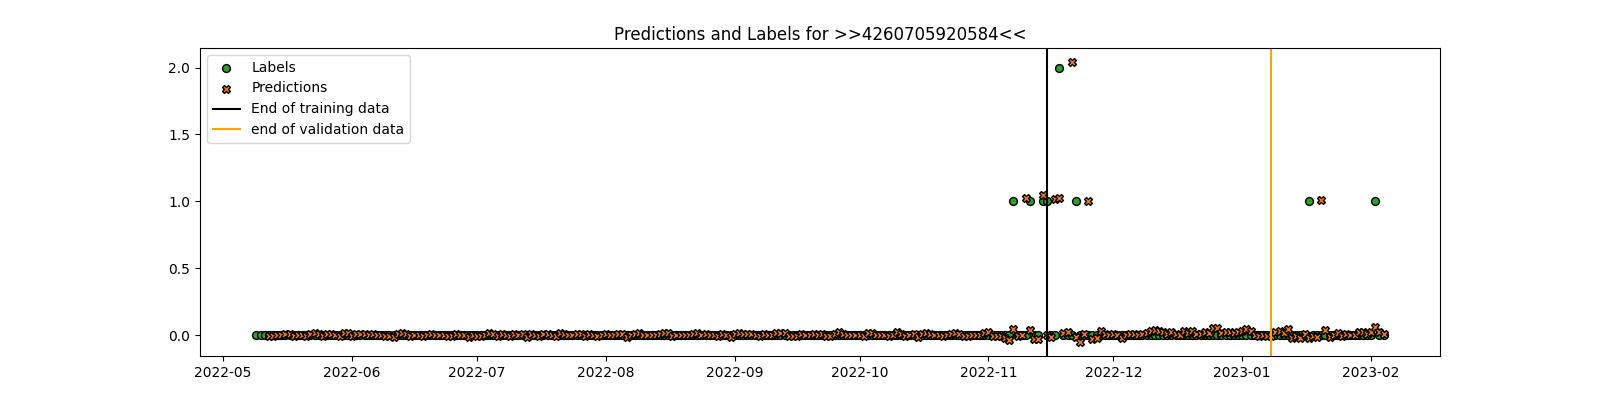 Predictions and Labels for >>4260705920584<<
Labels
Predictions
End of training data
end of validation data
2.0
1.5
1.0
0.5
0.0
2022-05 2022-06 2022-07 2022-08 2022-09 2022-10 2022-11 2022-12 2023-01 2023-02